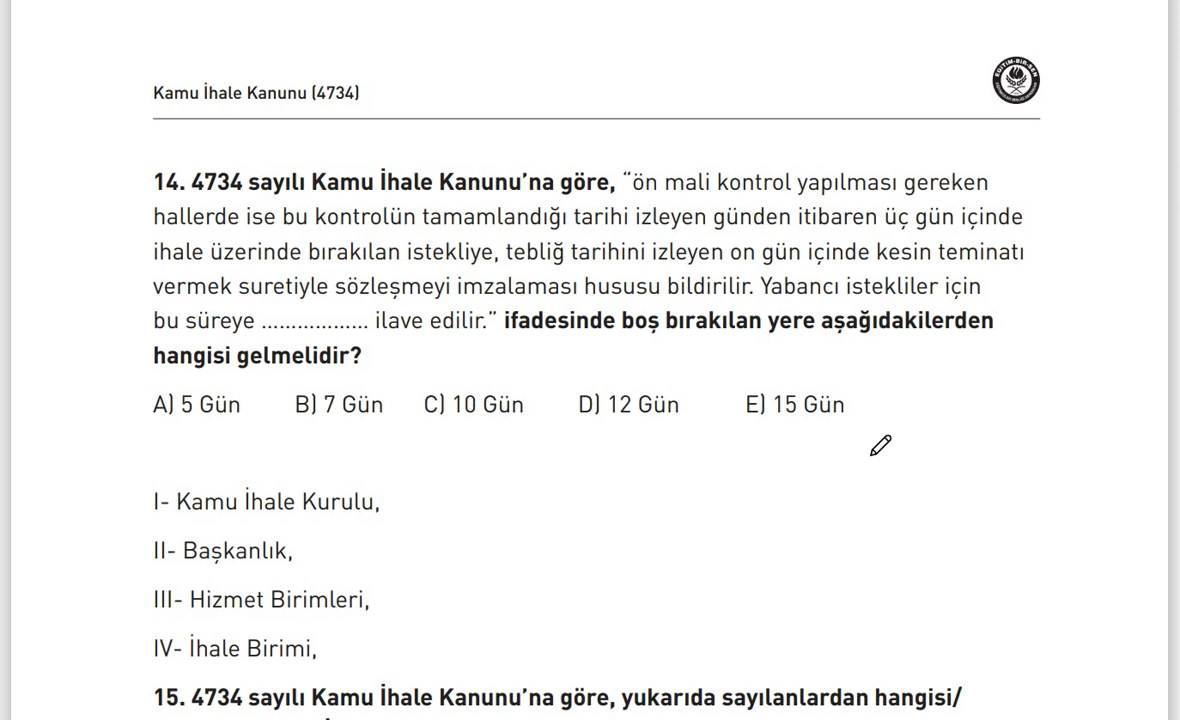 Kamu İhale Kanunu (4734)
EĞİTİM-BİR-SEN
14. 4734 sayılı Kamu İhale Kanunu’na göre, “ön mali kontrol yapılması gereken
hallerde ise bu kontrolün tamamlandığı tarihi izleyen günden itibaren üç gün içinde
ihale üzerinde bırakılan istekliye, tebliğ tarihini izleyen on gün içinde kesin teminatı
vermek suretiyle sözleşmeyi imzalaması hususu bildirilir. Yabancı istekliler için
bu süreye .................. ilave edilir.” ifadesinde boş bırakılan yere aşağıdakilerden
hangisi gelmelidir?
A) 5 Gün B) 7 Gün C) 10 Gün D) 12 Gün E) 15 Gün
I- Kamu İhale Kurulu,
II- Başkanlık,
III- Hizmet Birimleri,
IV- İhale Birimi,
15. 4734 sayılı Kamu İhale Kanunu’na göre, yukarıda sayılanlardan hangisi/